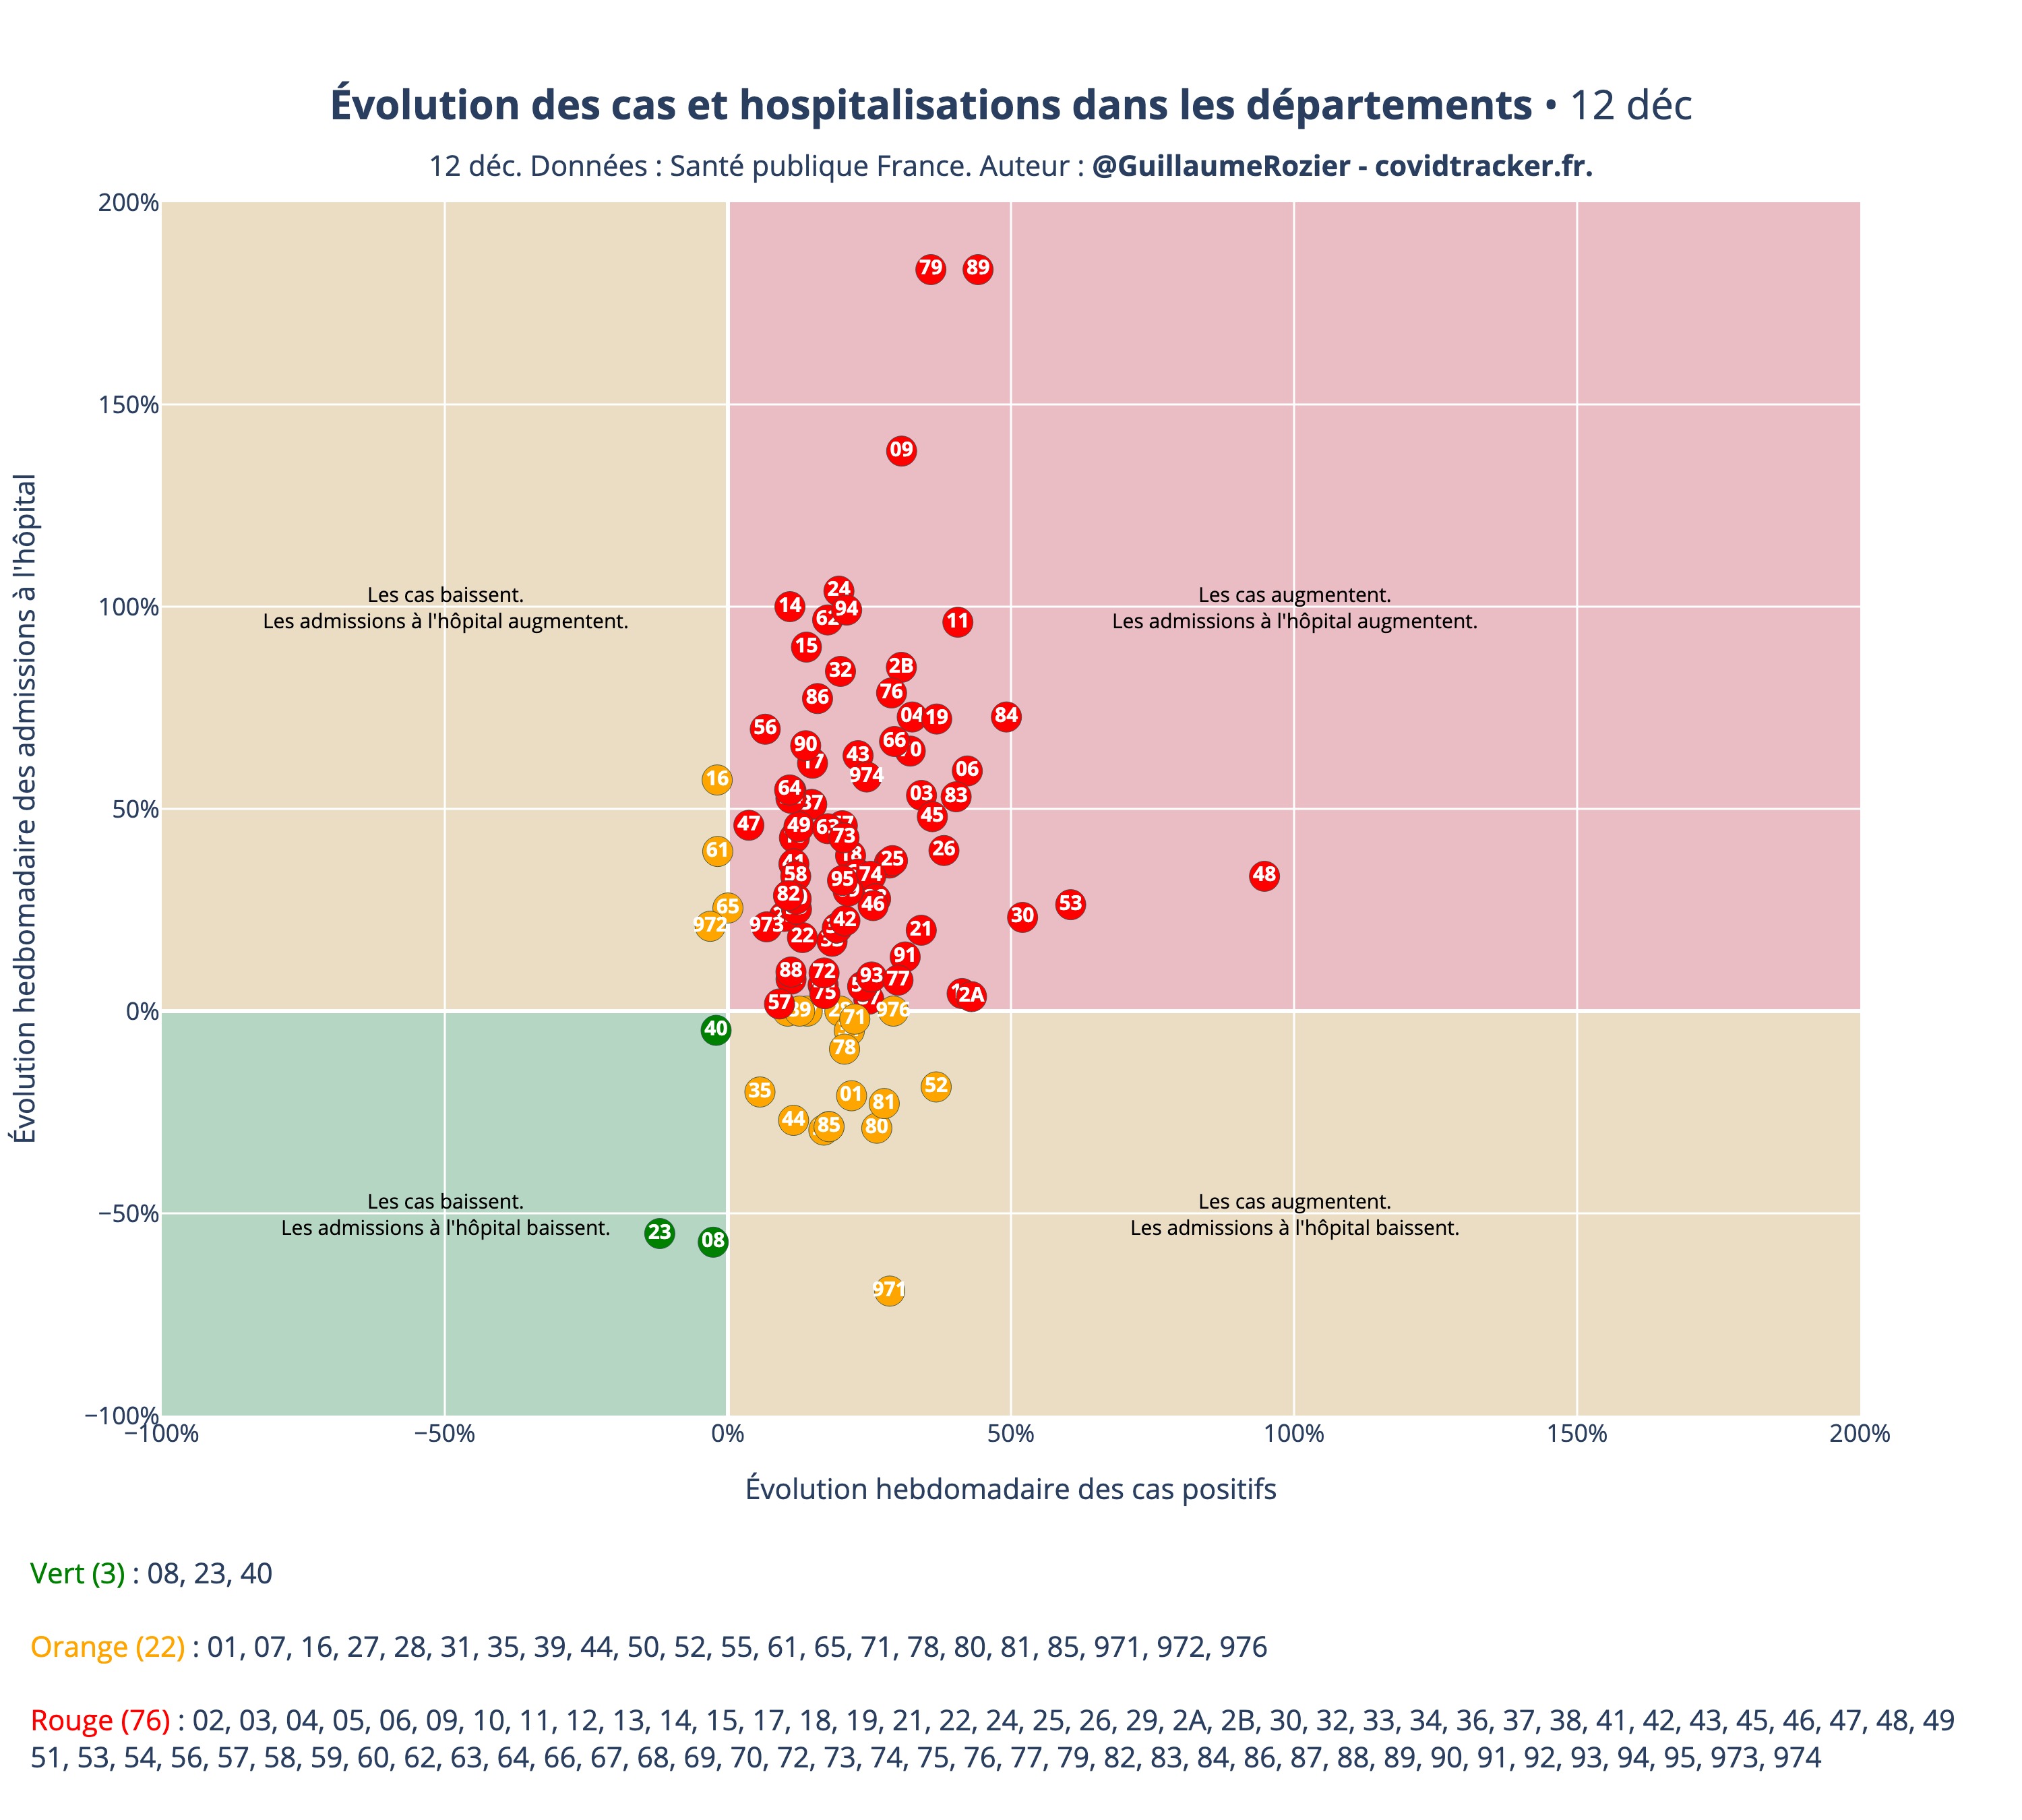 Évolution des cas et hospitalisations dans les départements • 12 déc
12 déc. Données : Santé publique France. Auteur : @GuillaumeRozier - covidtracker.fr.
200%
150%
100%
50%
0%
−50%
−100%
Évolution hedbomadaire des admissions à l'hôpital
79 89
09
24
14 62 94 11
15
32 2B
86 76
56 04 19 84
90 66
43
974 06
16
64 03 83
45
47 49 63 73
61 25 26
58 95 74 48
82 46 53
65
972 973 42 30
22 21
91
88 72 93 77
57 75 2A
976
40 71
78
35 01 81 52
44 85 80
23 08
971
Les cas baissent.
Les admissions à l'hôpital augmentent.
Les cas augmentent.
Les admissions à l'hôpital augmentent.
Les cas baissent.
Les admissions à l'hôpital baissent.
Les cas augmentent.
Les admissions à l'hôpital baissent.
−100% −50% 0% 50% 100% 150% 200%
Évolution hebdomadaire des cas positifs
Vert (3) : 08, 23, 40
Orange (22) : 01, 07, 16, 27, 28, 31, 35, 39, 44, 50, 52, 55, 61, 65, 71, 78, 80, 81, 85, 971, 972, 976
Rouge (76) : 02, 03, 04, 05, 06, 09, 10, 11, 12, 13, 14, 15, 17, 18, 19, 21, 22, 24, 25, 26, 29, 2A, 2B, 30, 32, 33, 34, 36, 37, 38, 41, 42, 43, 45, 46, 47, 48, 49
51, 53, 54, 56, 57, 58, 59, 60, 62, 63, 64, 66, 67, 68, 69, 70, 72, 73, 74, 75, 76, 77, 79, 82, 83, 84, 86, 87, 88, 89, 90, 91, 92, 93, 94, 95, 973, 974